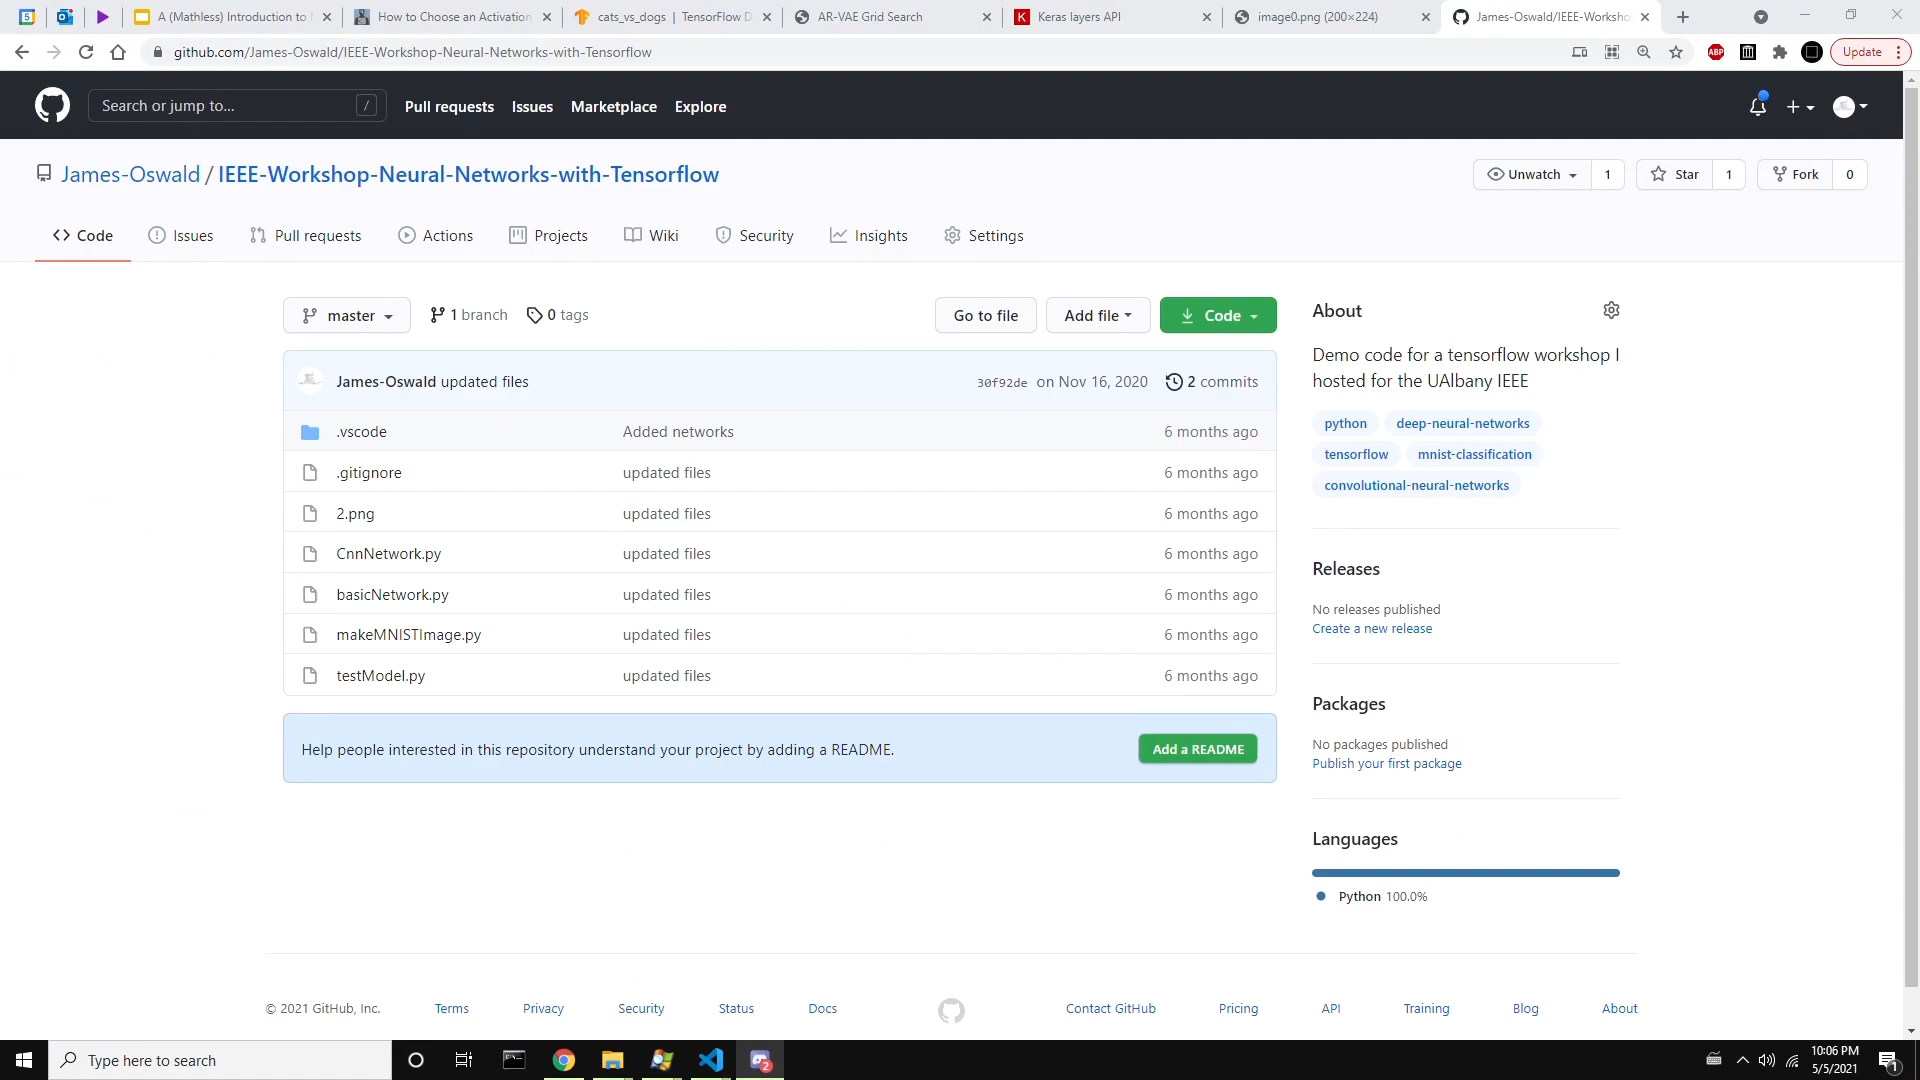 A (Mathless) Introduction to
How to Choose an Activation
cats_vs_dogs | TensorFlow D
AR-VAE Grid Search
Keras layers API
image0.png (200×224)
James-Oswald/IEEE-Worksho
github.com/James-Oswald/IEEE-Workshop-Neural-Networks-with-Tensorflow
ABP
Update
Search or jump to...
/
Pull requests
Issues
Marketplace
Explore
James-Oswald / IEEE-Workshop-Neural-Networks-with-Tensorflow
Unwatch 1
Star 1
Fork 0
Code
Issues
Pull requests
Actions
Projects
Wiki
Security
Insights
Settings
master
1 branch
0 tags
Go to file
Add file
Code
James-Oswald updated files
30f92de on Nov 16, 2020
2 commits
.vscode Added networks 6 months ago
.gitignore updated files 6 months ago
2.png updated files 6 months ago
CnnNetwork.py updated files 6 months ago
basicNetwork.py updated files 6 months ago
makeMNISTImage.py updated files 6 months ago
testModel.py updated files 6 months ago
Help people interested in this repository understand your project by adding a README.
Add a README
About
Demo code for a tensorflow workshop I
hosted for the UAlbany IEEE
python deep-neural-networks
tensorflow mnist-classification
convolutional-neural-networks
Releases
No releases published
Create a new release
Packages
No packages published
Publish your first package
Languages
Python 100.0%
© 2021 GitHub, Inc.
Terms
Privacy
Security
Status
Docs
Contact GitHub
Pricing
API
Training
Blog
About
Type here to search
2
10:06 PM
5/5/2021
1